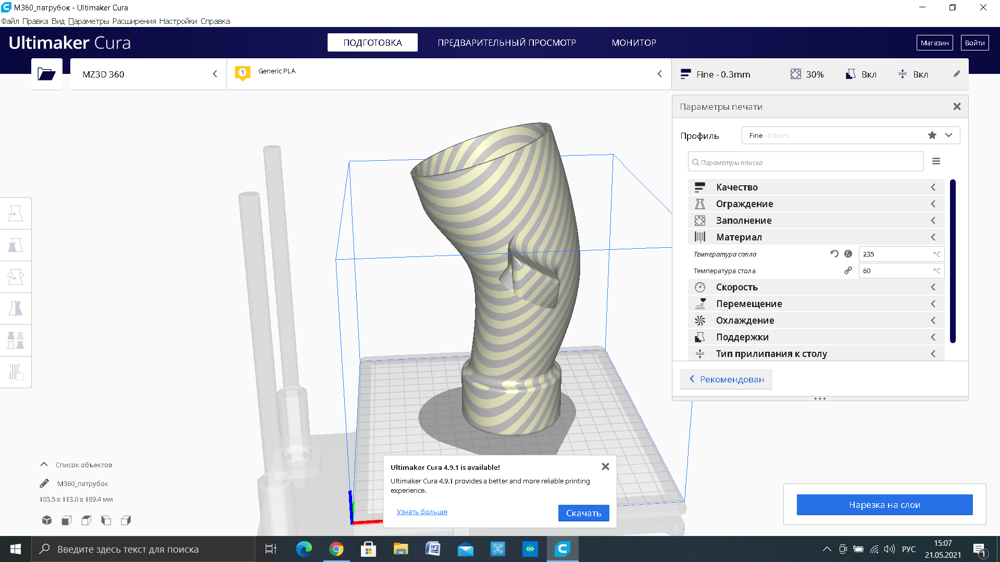 М360_патрубок - Ultimaker Cura
Файл Правка Вид Параметры Расширения Настройки Справка
Ultimaker Cura
ПОДГОТОВКА
ПРЕДВАРИТЕЛЬНЫЙ ПРОСМОТР
МОНИТОР
Магазин
Войти
MZ3D 360
1
Generic PLA
Fine - 0.3mm
30%
Вкл
Вкл
Параметры печати
Профиль
Fine - 0.1mm
Параметры поиска
Качество
Ограждение
Заполнение
Материал
Температура сопла
235 °C
Температура стола
60 °C
Скорость
Перемещение
Охлаждение
Поддержки
Тип прилипания к столу
Рекомендован
Список объектов
М360_патрубок
103.5 x 113.0 x 189.4 мм
Ultimaker Cura 4.9.1 is available!
Ultimaker Cura 4.9.1 provides a better and more reliable printing
experience.
Узнать больше
Скачать
Нарезка на слои
Введите здесь текст для поиска
РУС
15:07
21.05.2021
1